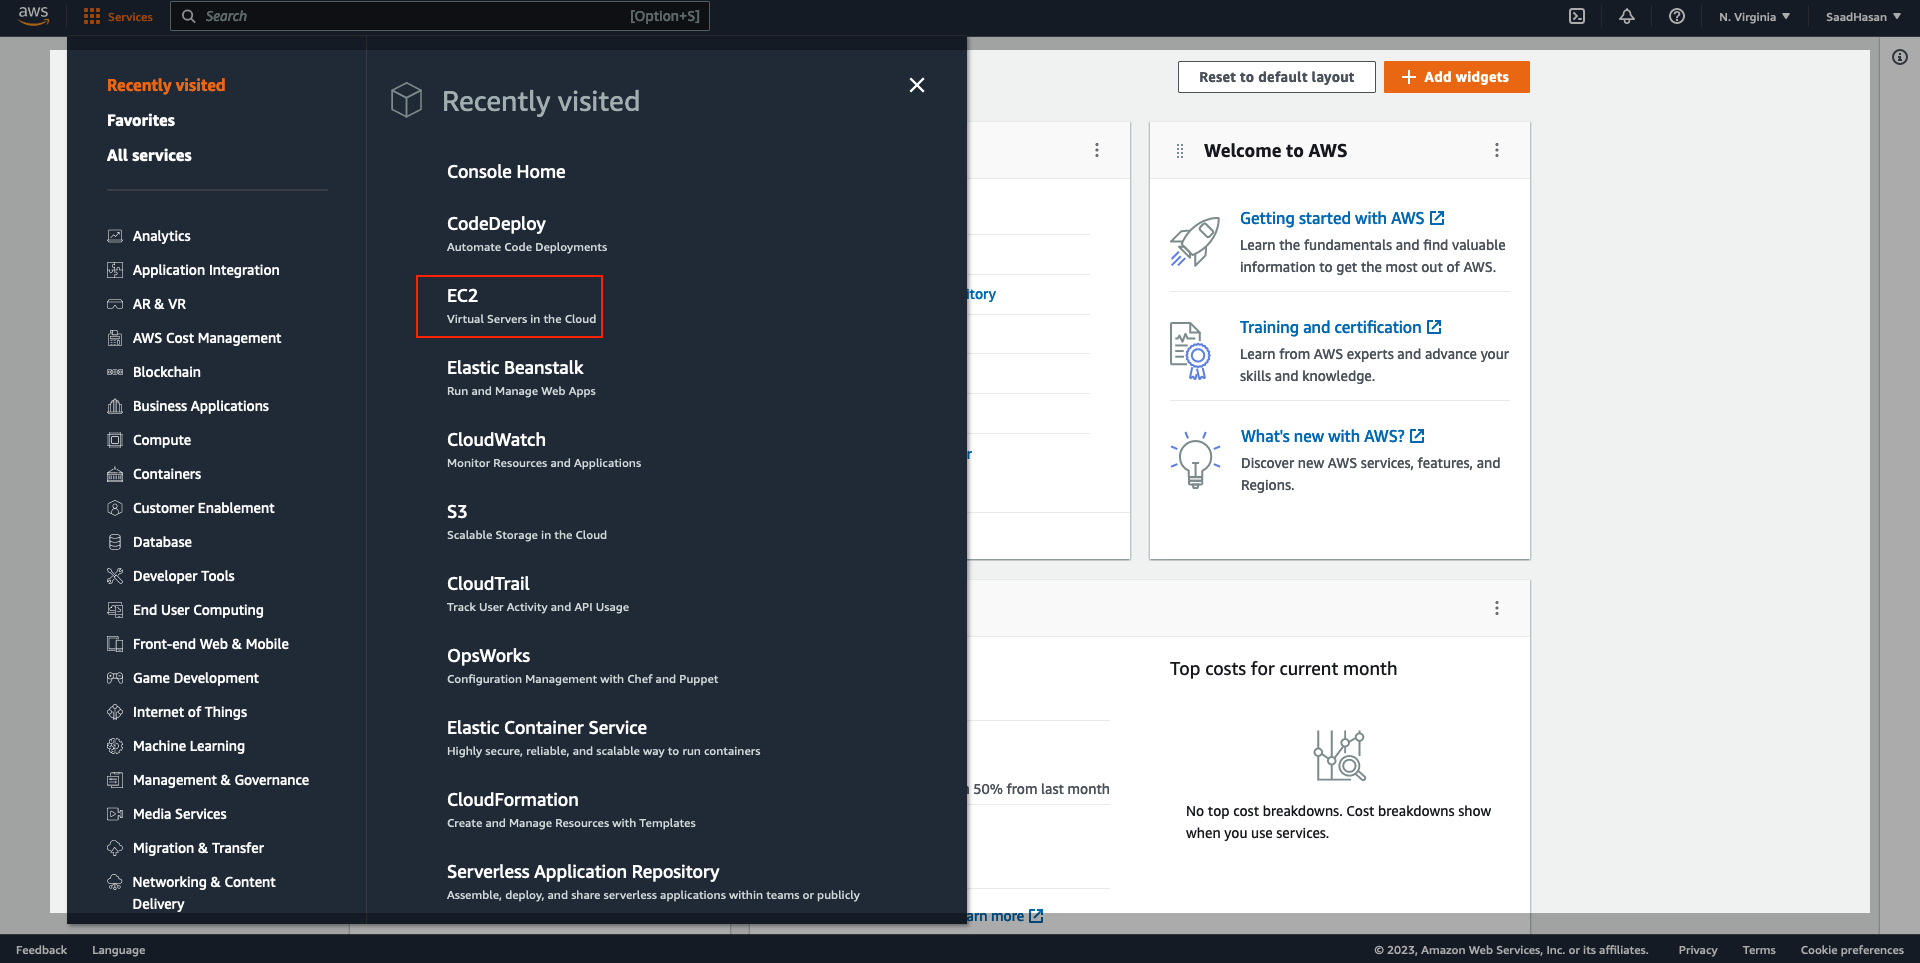 aws
Services
Search
[Option+S]
N. Virginia
SaadHasan
Recently visited
Favorites
All services
Analytics
Application Integration
AR & VR
AWS Cost Management
Blockchain
Business Applications
Compute
Containers
Customer Enablement
Database
Developer Tools
End User Computing
Front-end Web & Mobile
Game Development
Internet of Things
Machine Learning
Management & Governance
Media Services
Migration & Transfer
Networking & Content
Delivery
Recently visited
Console Home
CodeDeploy
Automate Code Deployments
EC2
Virtual Servers in the Cloud
Elastic Beanstalk
Run and Manage Web Apps
CloudWatch
Monitor Resources and Applications
S3
Scalable Storage in the Cloud
CloudTrail
Track User Activity and API Usage
OpsWorks
Configuration Management with Chef and Puppet
Elastic Container Service
Highly secure, reliable, and scalable way to run containers
CloudFormation
Create and Manage Resources with Templates
Serverless Application Repository
Assemble, deploy, and share serverless applications within teams or publicly
Reset to default layout
Add widgets
itory
r
Welcome to AWS
Getting started with AWS
Learn the fundamentals and find valuable
information to get the most out of AWS.
Training and certification
Learn from AWS experts and advance your
skills and knowledge.
What's new with AWS?
Discover new AWS services, features, and
Regions.
50% from last month
arn more
Top costs for current month
No top cost breakdowns. Cost breakdowns show
when you use services.
Feedback
Language
© 2023, Amazon Web Services, Inc. or its affiliates.
Privacy
Terms
Cookie preferences